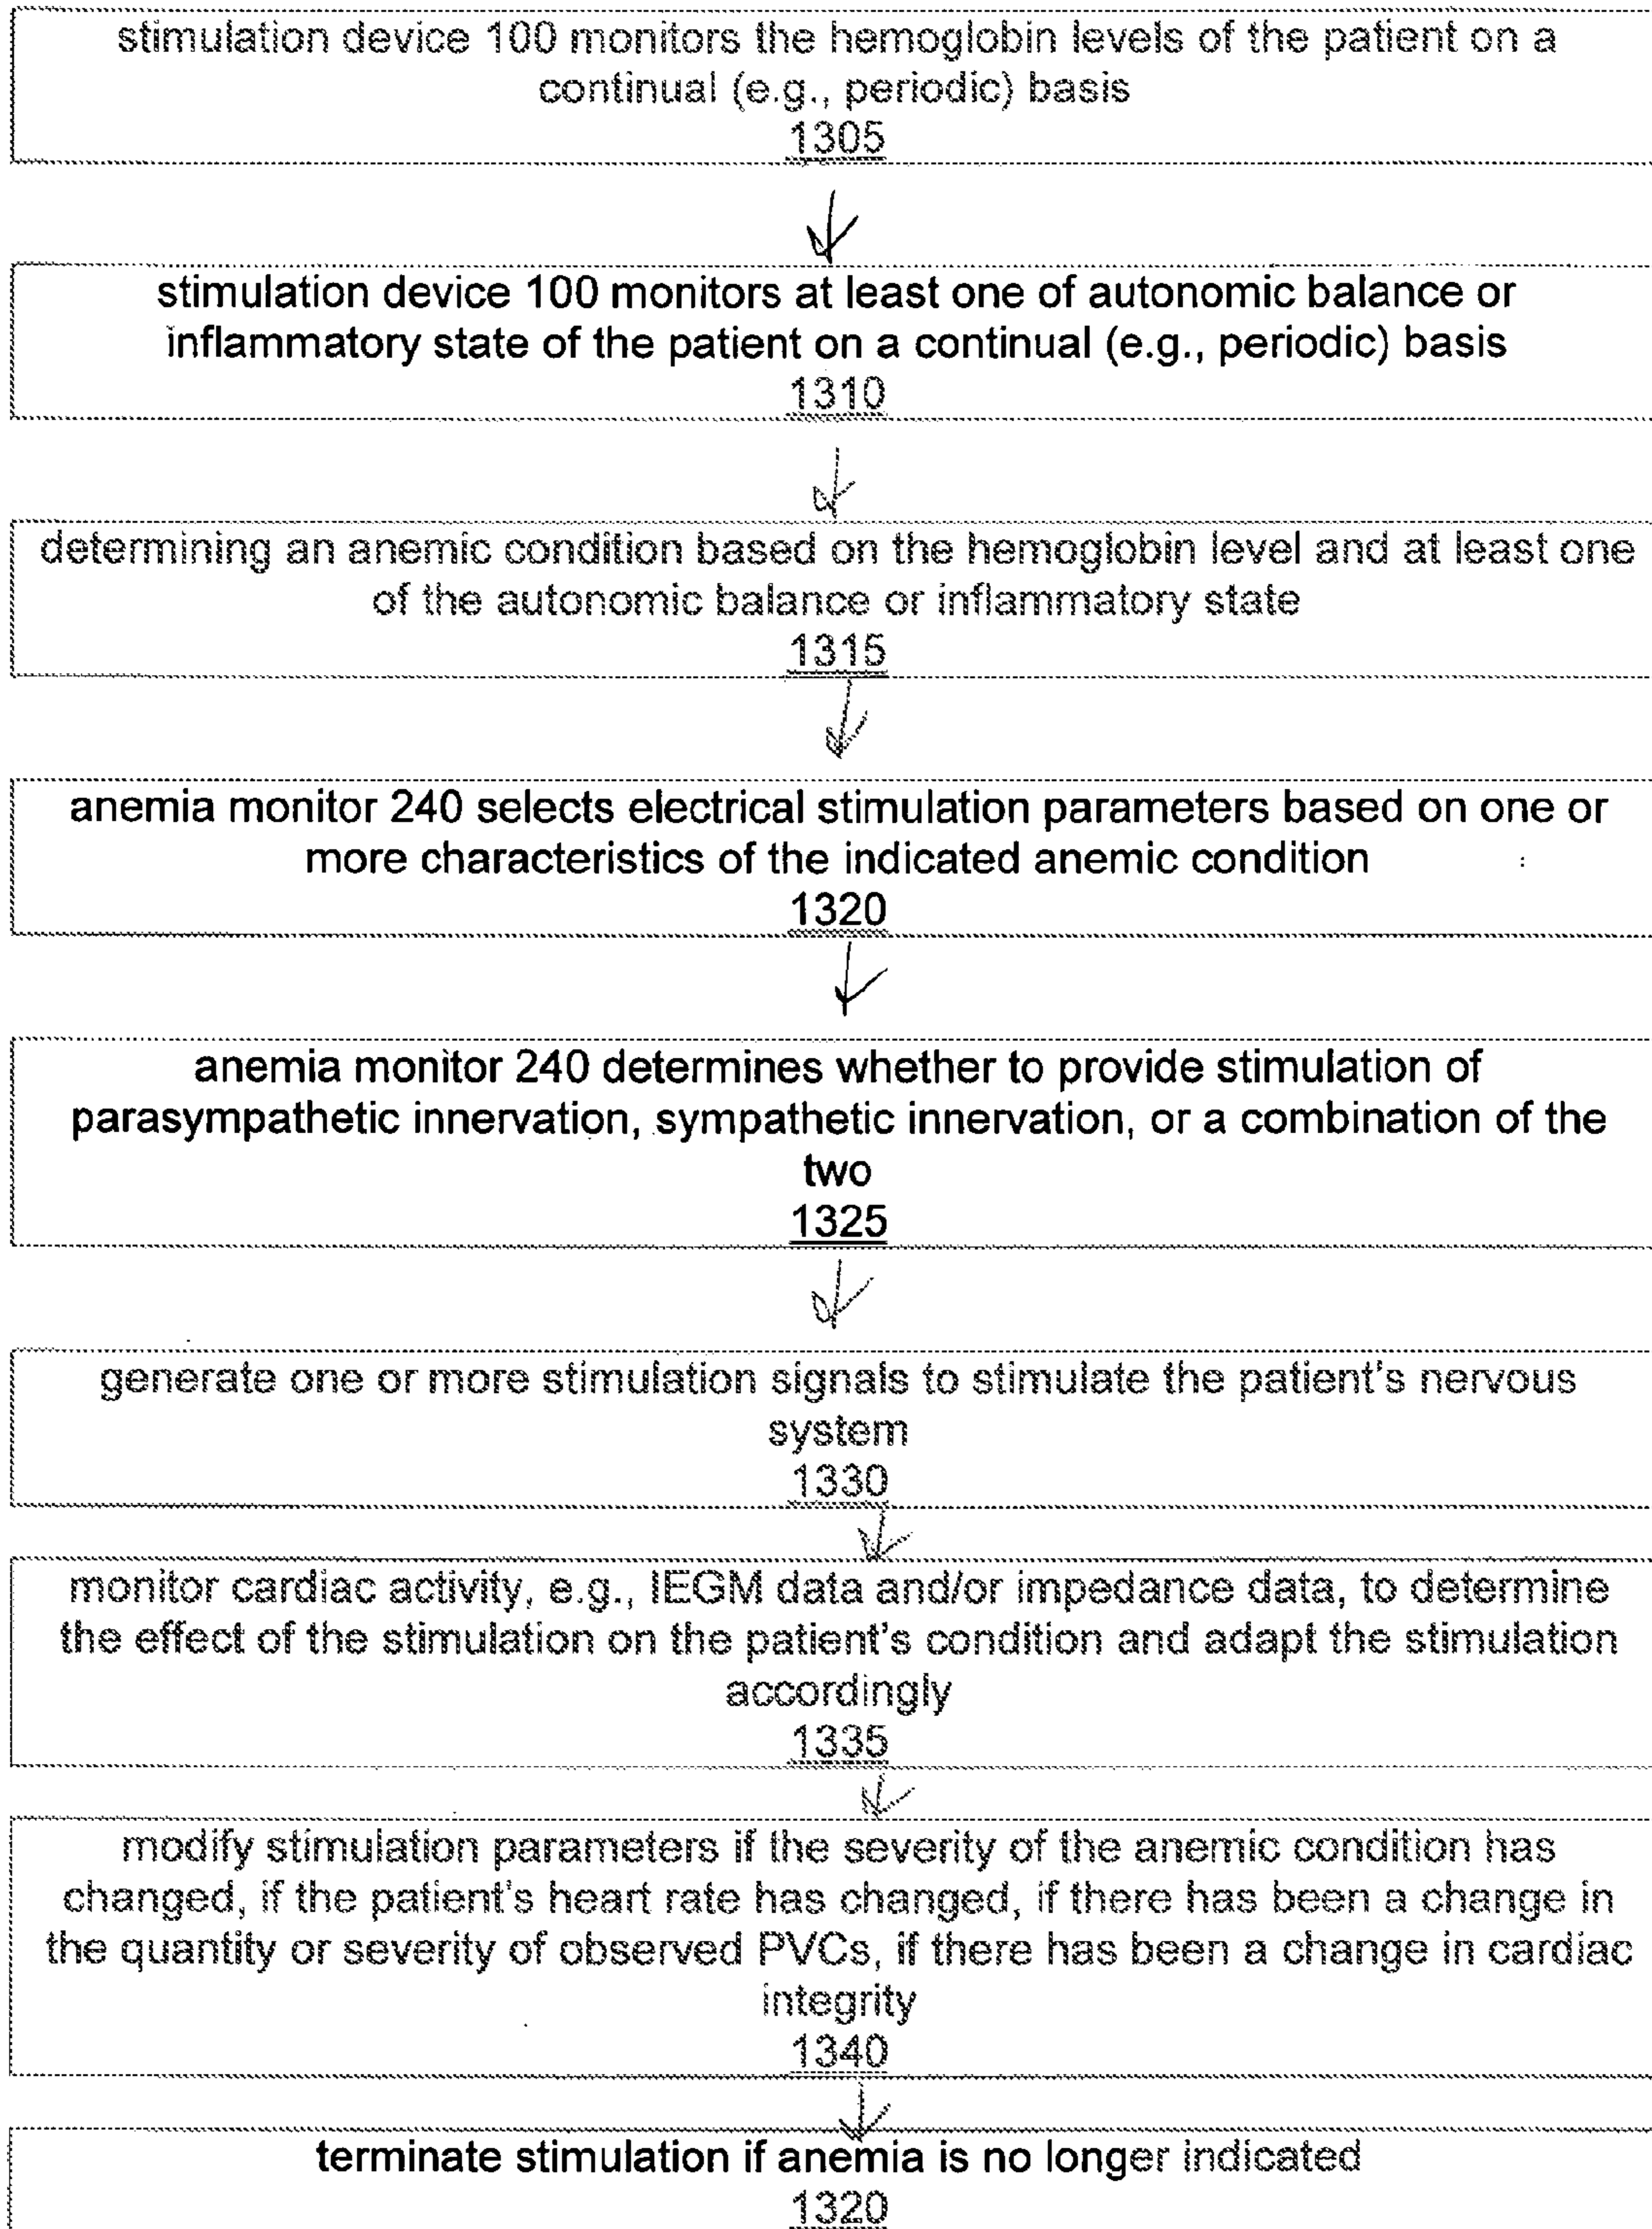 stimulation device 100 monitors the hemoglobin levels of the patient on a
continual (e.g., periodic) basis
1305
stimulation device 100 monitors at least one of autonomic balance or
inflammatory state of the patient on a continual (e.g., periodic) basis
1310
determining an anemic condition based on the hemoglobin level and at least one
of the autonomic balance or inflammatory state
1315
anemia monitor 240 selects electrical stimulation parameters based on one or
more characteristics of the indicated anemic condition
1320
anemia monitor 240 determines whether to provide stimulation of
parasympathetic innervation, sympathetic innervation, or a combination of the
two
1325
generate one or more stimulation signals to stimulate the patient's nervous
system
1330
monitor cardiac activity, e.g., IEGM data and/or impedance data, to determine
the effect of the stimulation on the patient's condition and adapt the stimulation
accordingly
1335
modify stimulation parameters if the severity of the anemic condition has
changed, if the patient's heart rate has changed, if there has been a change in
the quantity or severity of observed PVCs, if there has been a change in cardiac
integrity
1340
terminate stimulation if anemia is no longer indicated
1320